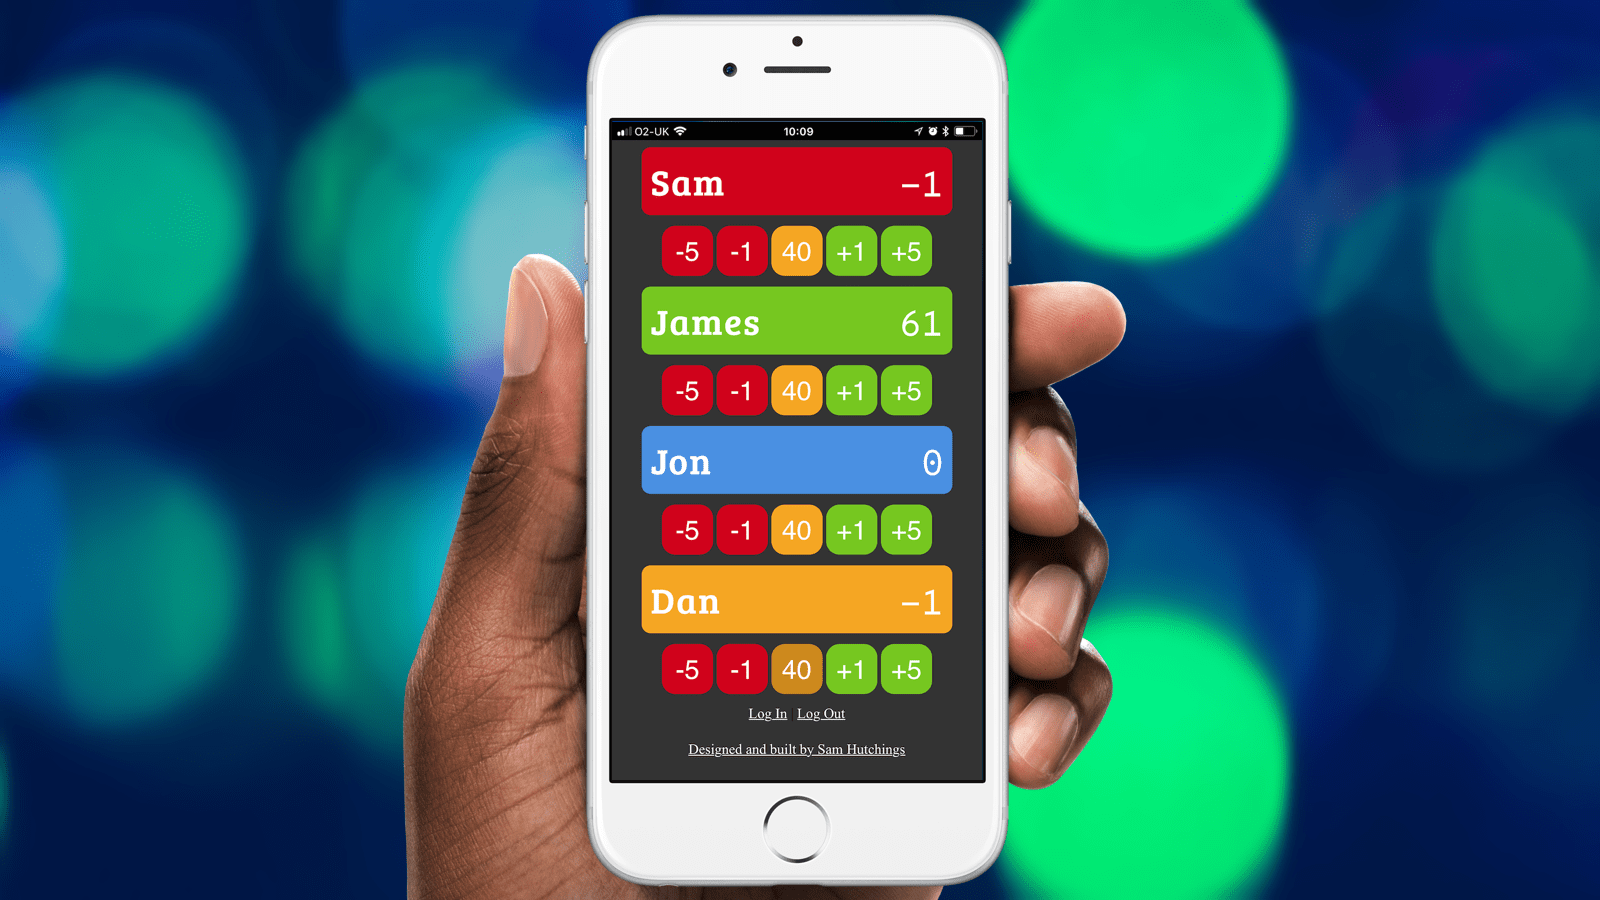 O2-UK 10:09
Sam −1
-5 -1 40 +1 +5
James 61
-5 -1 40 +1 +5
Jon 0
-5 -1 40 +1 +5
Dan −1
-5 -1 40 +1 +5
Log In | Log Out
Designed and built by Sam Hutchings